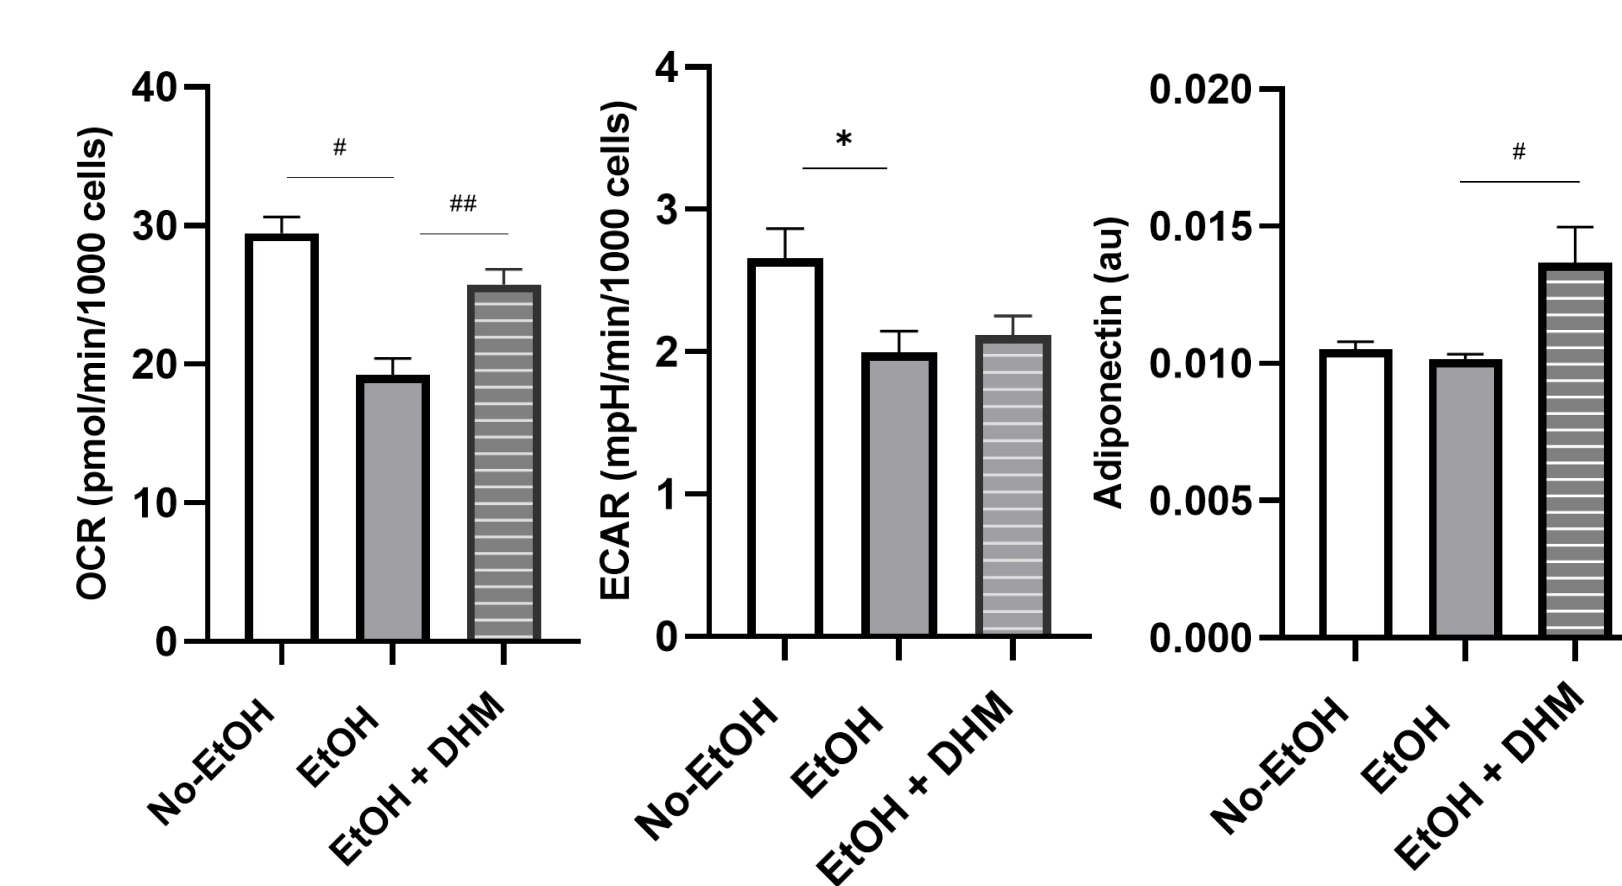 OCR (pmol/min/1000 cells)
40
30
20
10
0
#
##
No-EtOH
EtOH
EtOH + DHM
ECAR (mpH/min/1000 cells)
4
3
2
1
0
*
No-EtOH
EtOH
EtOH + DHM
Adiponectin (au)
0.020
0.015
0.010
0.005
0.000
#
No-EtOH
EtOH
EtOH + DHM